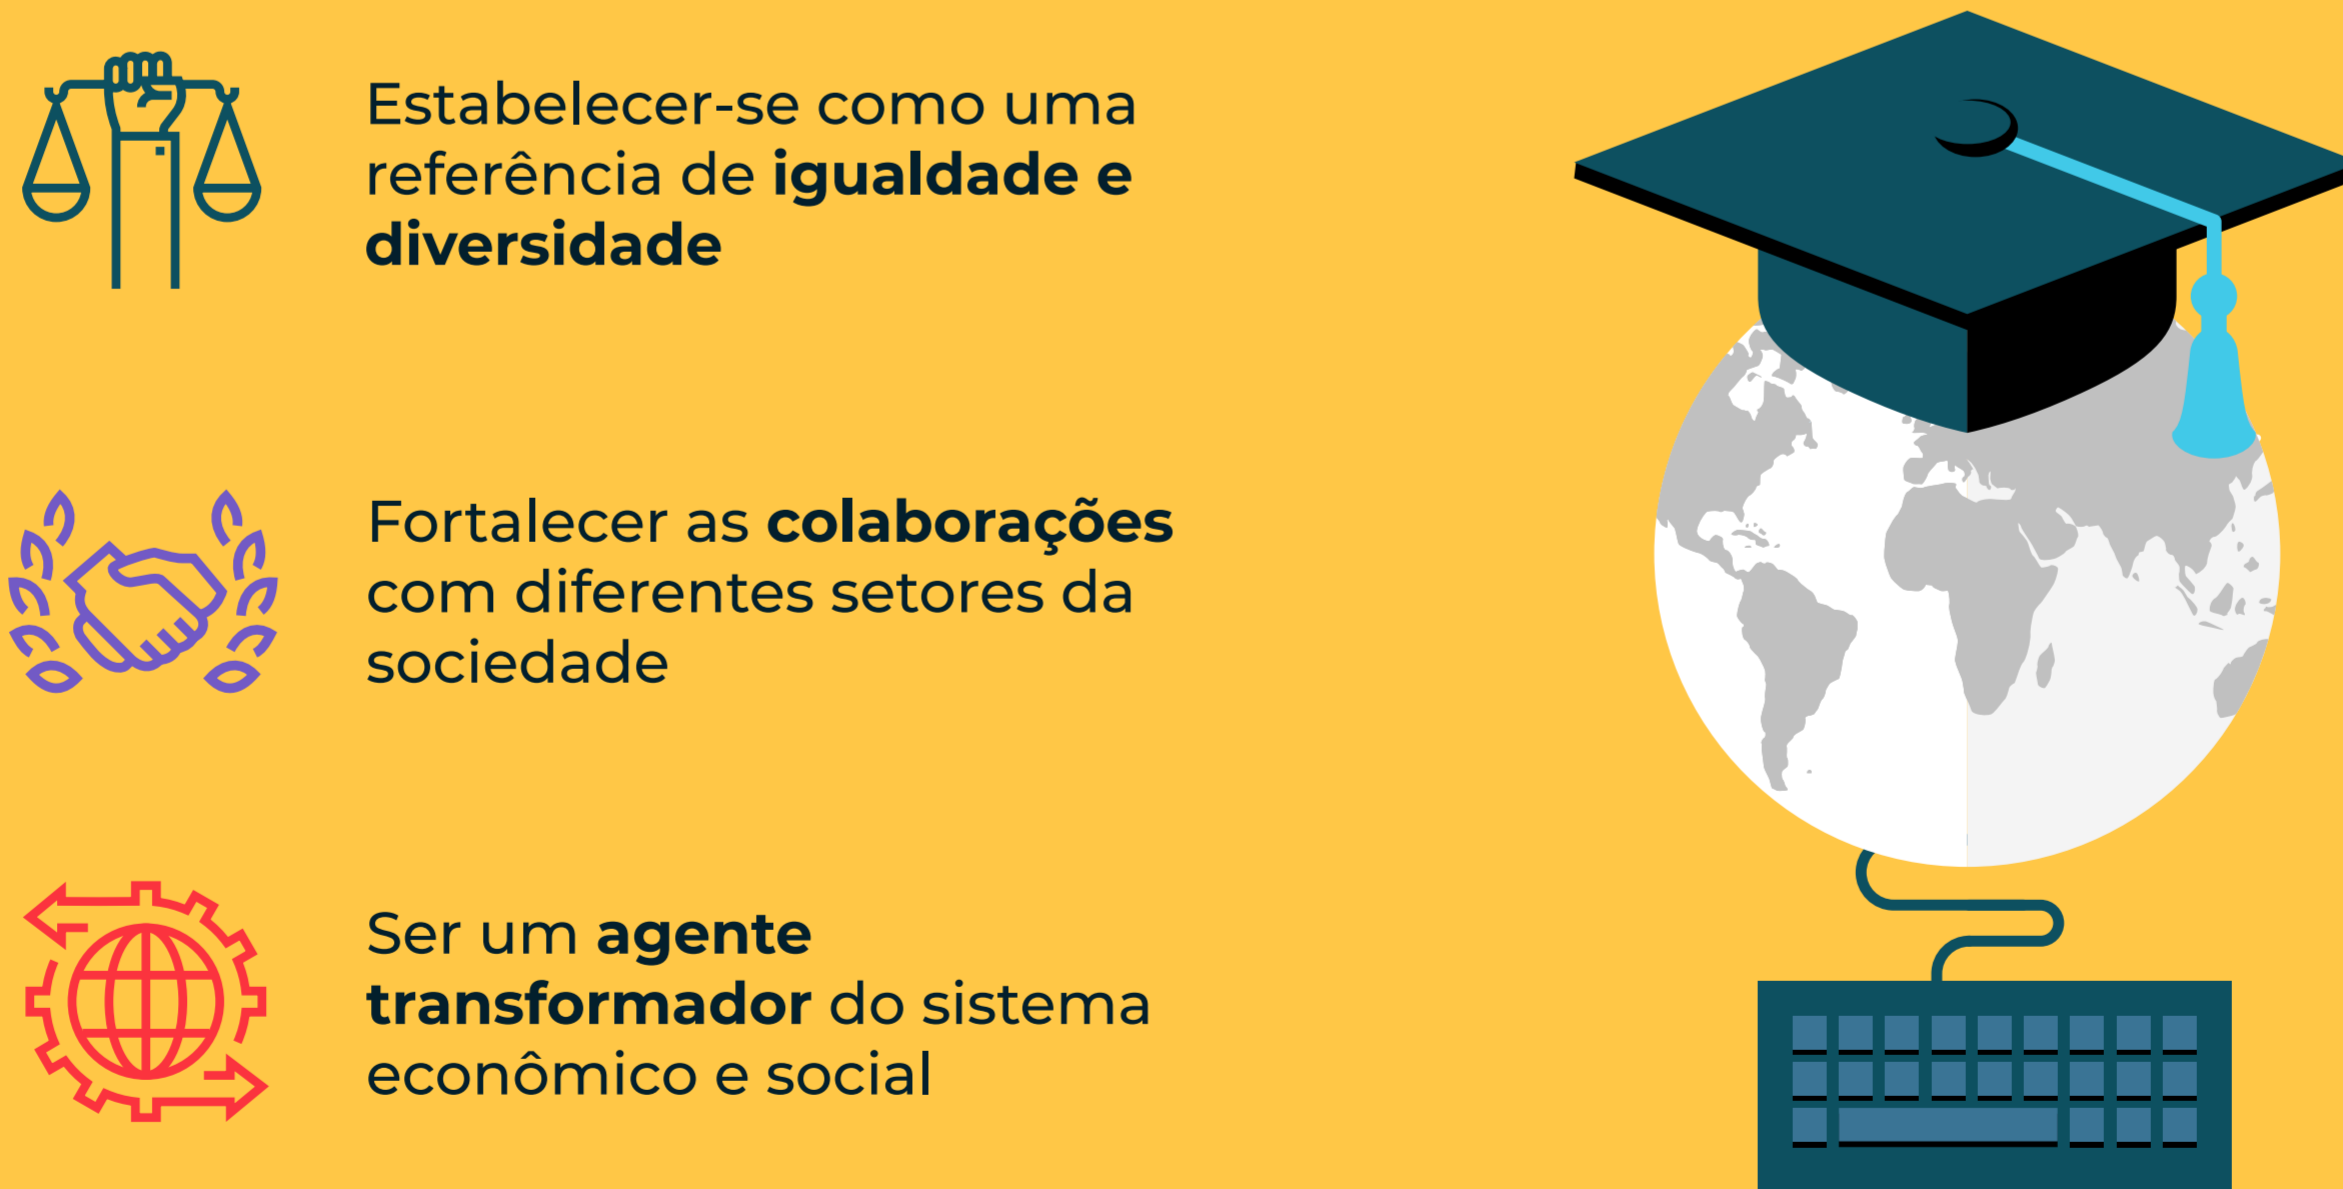 Estabelecer-se como uma
referência de igualdade e
diversidade
Fortalecer as colaborações
com diferentes setores da
sociedade
Ser um agente
transformador do sistema
econômico e social